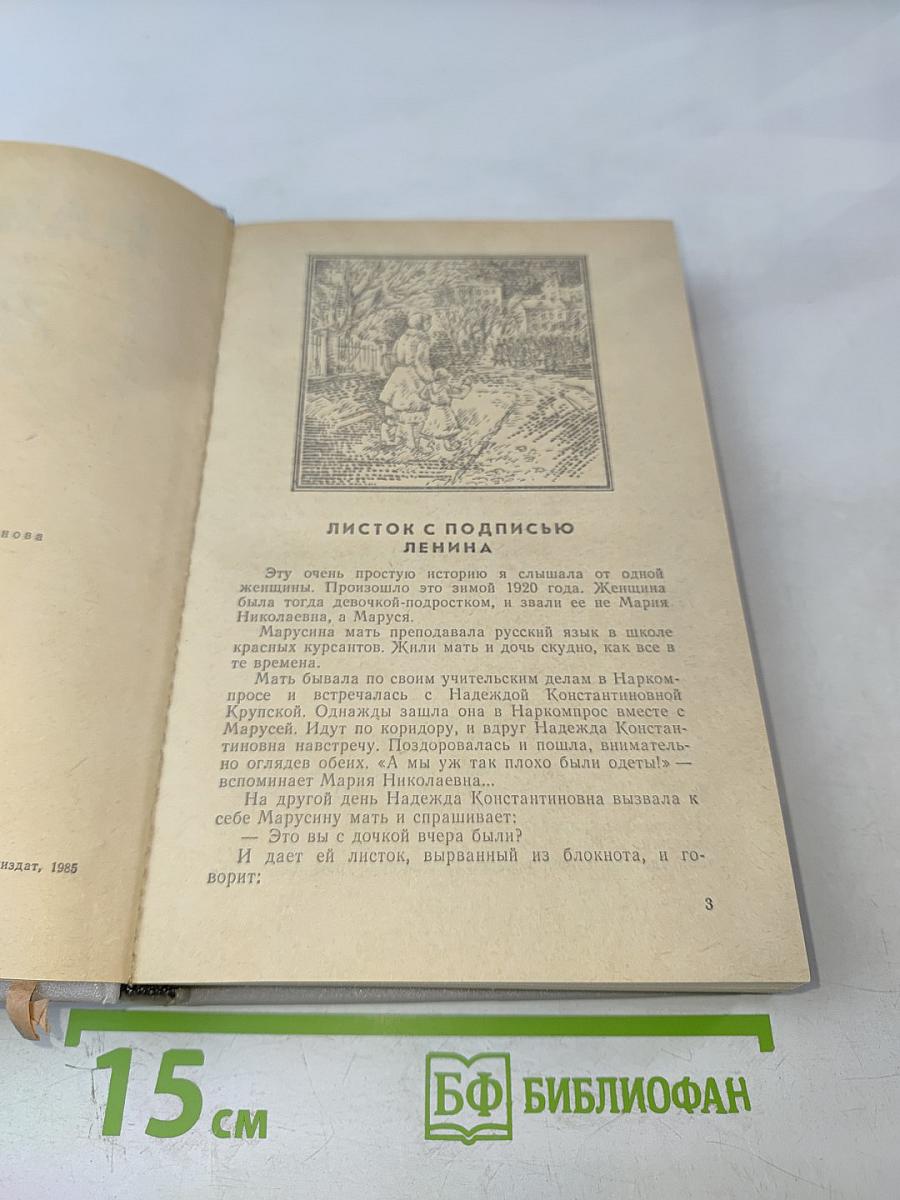 нова
издат, 1985
ЛИСТОК С ПОДПИСЬЮ
ЛЕНИНА
Эту очень простую историю я слышала от одной
женщины. Произошло это зимой 1920 года. Женщина
была тогда девочкой-подростком, и звали ее не Мария
Николаевна, а Маруся.
Марусина мать преподавала русский язык в школе
красных курсантов. Жили мать и дочь скудно, как все в
те времена.
Мать бывала по своим учительским делам в Нарком-
просе и встречалась с Надеждой Константиновной
Крупской. Однажды зашла она в Наркомпрос вместе с
Марусей. Идут по коридору, и вдруг Надежда Констан-
тиновна навстречу. Поздоровалась и пошла, вниматель-
но оглядев обеих. «А мы уж так плохо были одеты!» —
вспоминает Мария Николаевна...
На другой день Надежда Константиновна вызвала к
себе Марусину мать и спрашивает:
— Это вы с дочкой вчера были?
И дает ей листок, вырванный из блокнота, и го-
ворит:
3
15 см
БФ БИБЛИОФАН